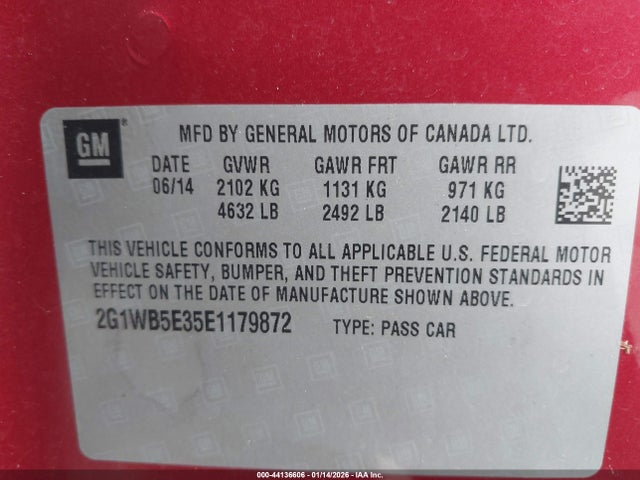 GM®
MFD BY GENERAL MOTORS OF CANADA LTD.
DATE GVWR GAWR FRT GAWR RR
06/14 2102 KG 1131 KG 971 KG
4632 LB 2492 LB 2140 LB
THIS VEHICLE CONFORMS TO ALL APPLICABLE U.S. FEDERAL MOTOR
VEHICLE SAFETY, BUMPER, AND THEFT PREVENTION STANDARDS IN
EFFECT ON THE DATE OF MANUFACTURE SHOWN ABOVE.
2G1WB5E35E1179872 TYPE: PASS CAR
000-44136606 - 01/14/2026 - IAA Inc.